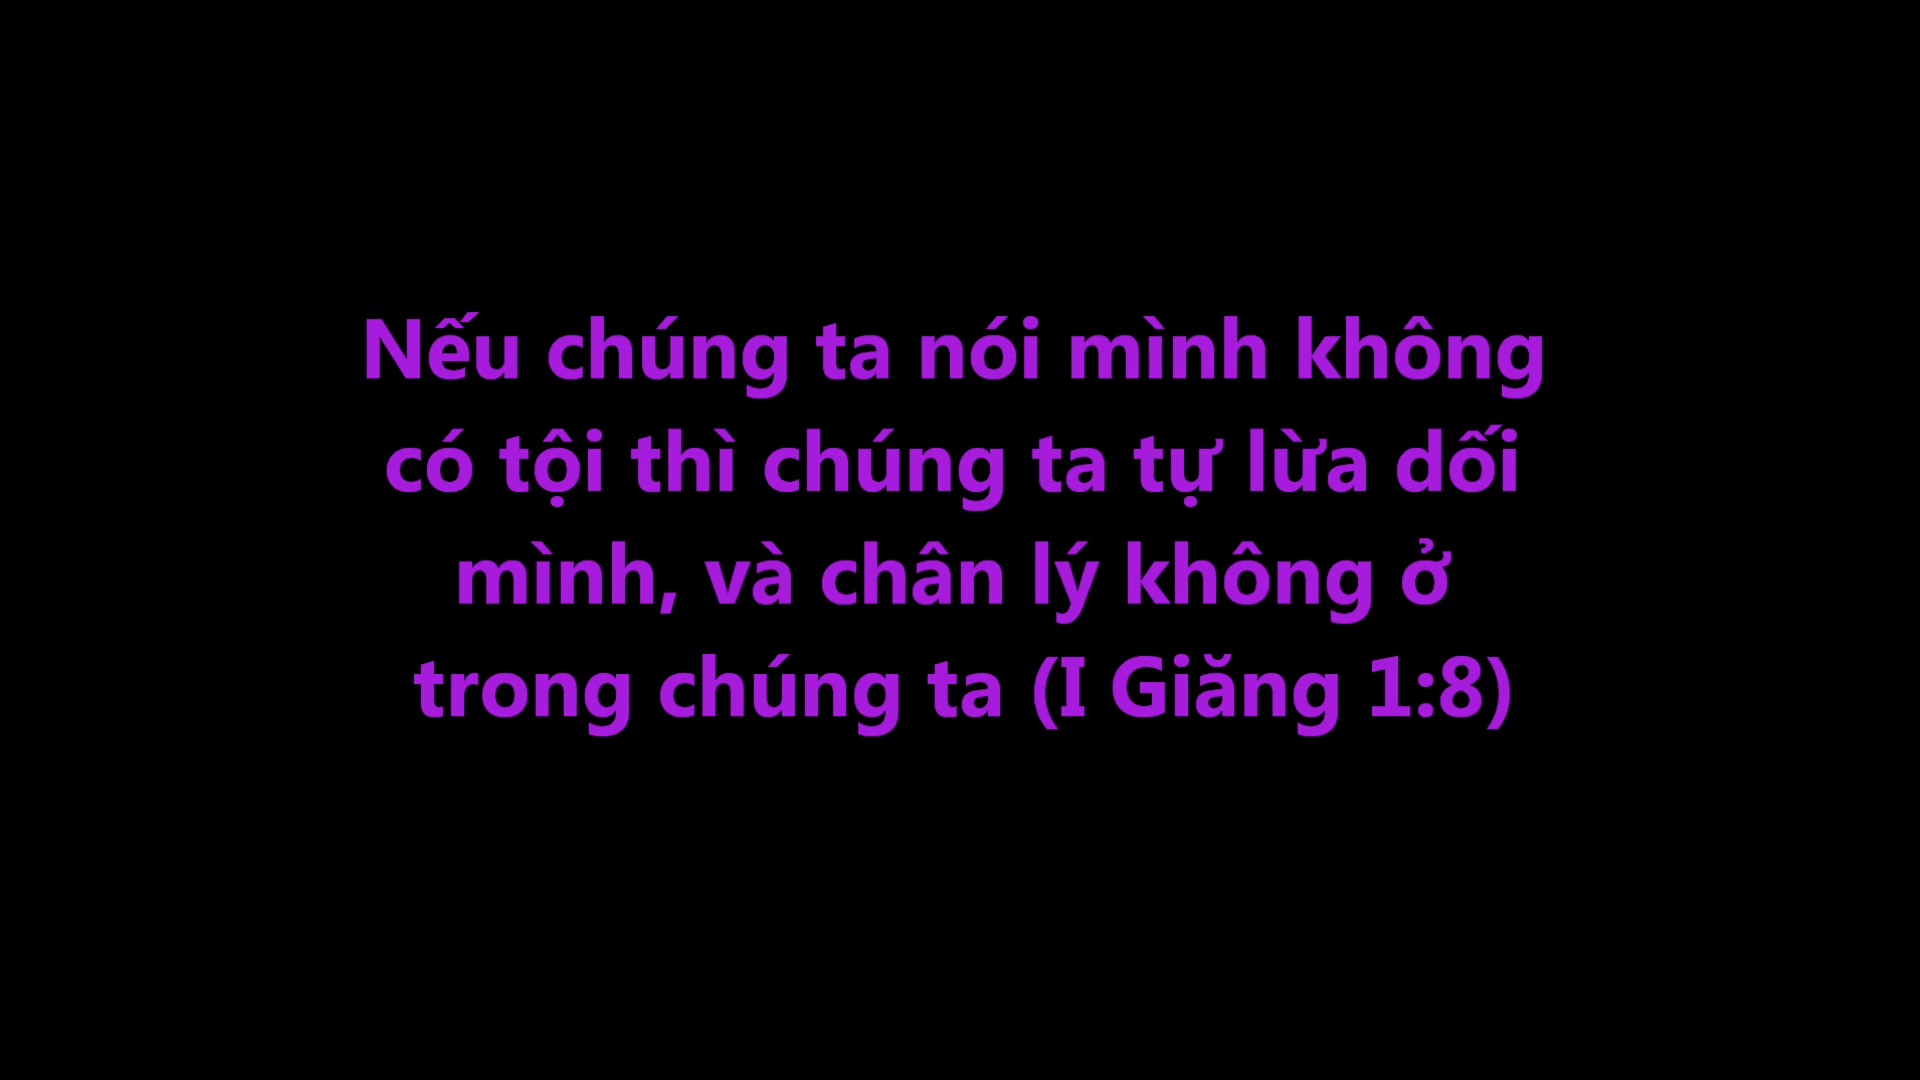 Nếu chúng ta nói mình không
có tội thì chúng ta tự lừa dối
mình, và chân lý không ở
trong chúng ta (I Giăng 1:8)